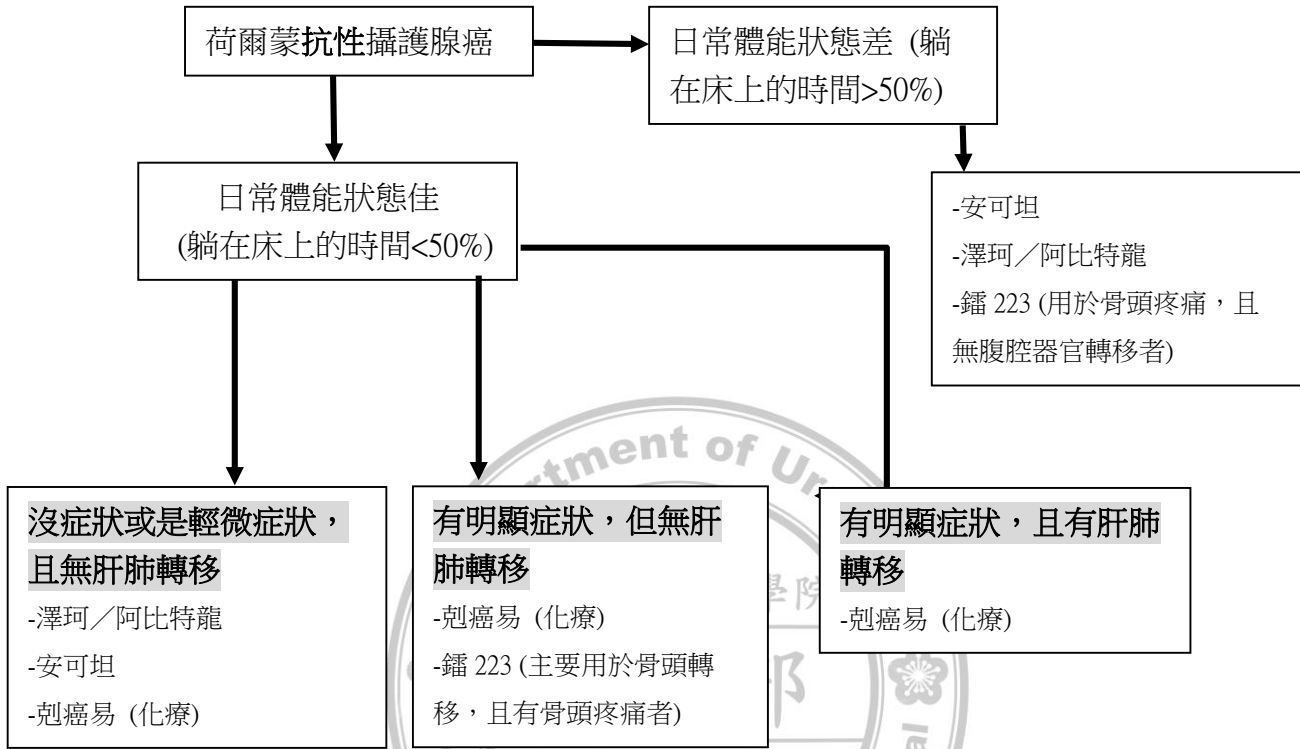 荷爾蒙抗性攝護腺癌
日常體能狀態差 (躺
在床上的時間>50%)
日常體能狀態佳
(躺在床上的時間<50%)
-安可坦
-澤珂／阿比特龍
-鐳 223 (用於骨頭疼痛，且
無腹腔器官轉移者)
沒症狀或是輕微症狀，
且無肝肺轉移
-澤珂／阿比特龍
-安可坦
-剋癌易 (化療)
有明顯症狀，但無肝
肺轉移
-剋癌易 (化療)
-鐳 223 (主要用於骨頭轉
移，且有骨頭疼痛者)
有明顯症狀，且有肝肺
轉移
-剋癌易 (化療)
tment of Ur
學院
部
al